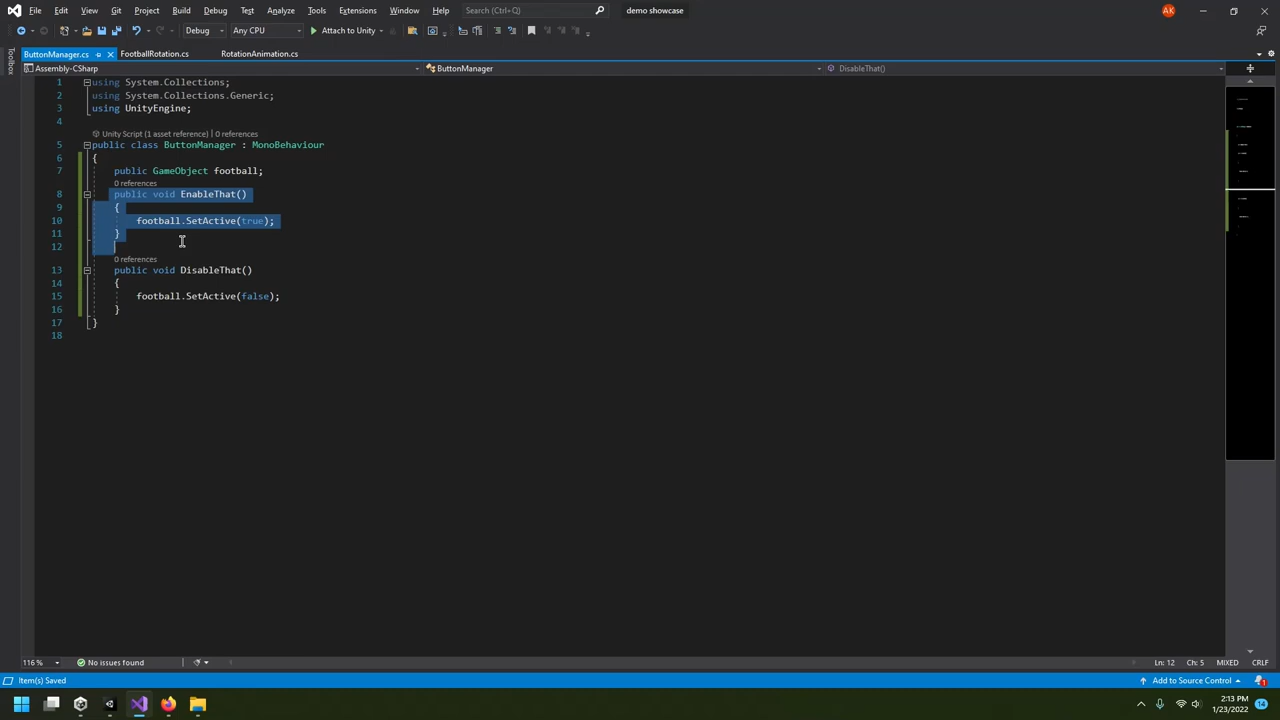 File Edit View Project Build Debug Test Analyze Tools Extensions Window Help Search (Ctrl+Q) demo showcase AK
Debug Any CPU Attach to Unity
ButtonManager.cs FootballRotation.cs RotationAnimation.cs
Toolbox
Assembly-CSharp ButtonManager DisableThat()
1 using System.Collections;
2 using System.Collections.Generic;
3 using UnityEngine;
4
Unity Script (1 asset reference) | 0 references
5 public class ButtonManager : MonoBehaviour
6 {
7 public GameObject football;
0 references
8 public void EnableThat()
9 {
10 football.SetActive(true);
11 }
12
0 references
13 public void DisableThat()
14 {
15 football.SetActive(false);
16 }
17 }
18
116 % No issues found Ln: 12 Ch: 5 MIXED CRLF
Item(s) Saved Add to Source Control 1
2:13 PM
1/23/2022 14